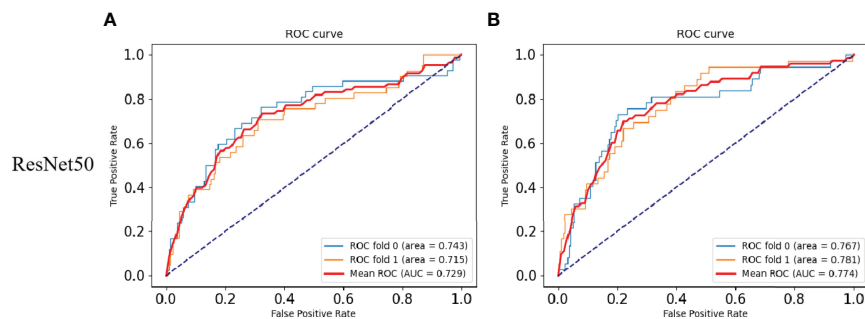 A
B
ROC curve
ROC curve
ResNet50
True Positive Rate
1.0
0.8
0.6
0.4
0.2
0.0
ROC fold 0 (area = 0.743)
ROC fold 1 (area = 0.715)
Mean ROC (AUC = 0.729)
0.0 0.2 0.4 0.6 0.8 1.0
False Positive Rate
True Positive Rate
1.0
0.8
0.6
0.4
0.2
0.0
ROC fold 0 (area = 0.767)
ROC fold 1 (area = 0.781)
Mean ROC (AUC = 0.774)
0.0 0.2 0.4 0.6 0.8 1.0
False Positive Rate